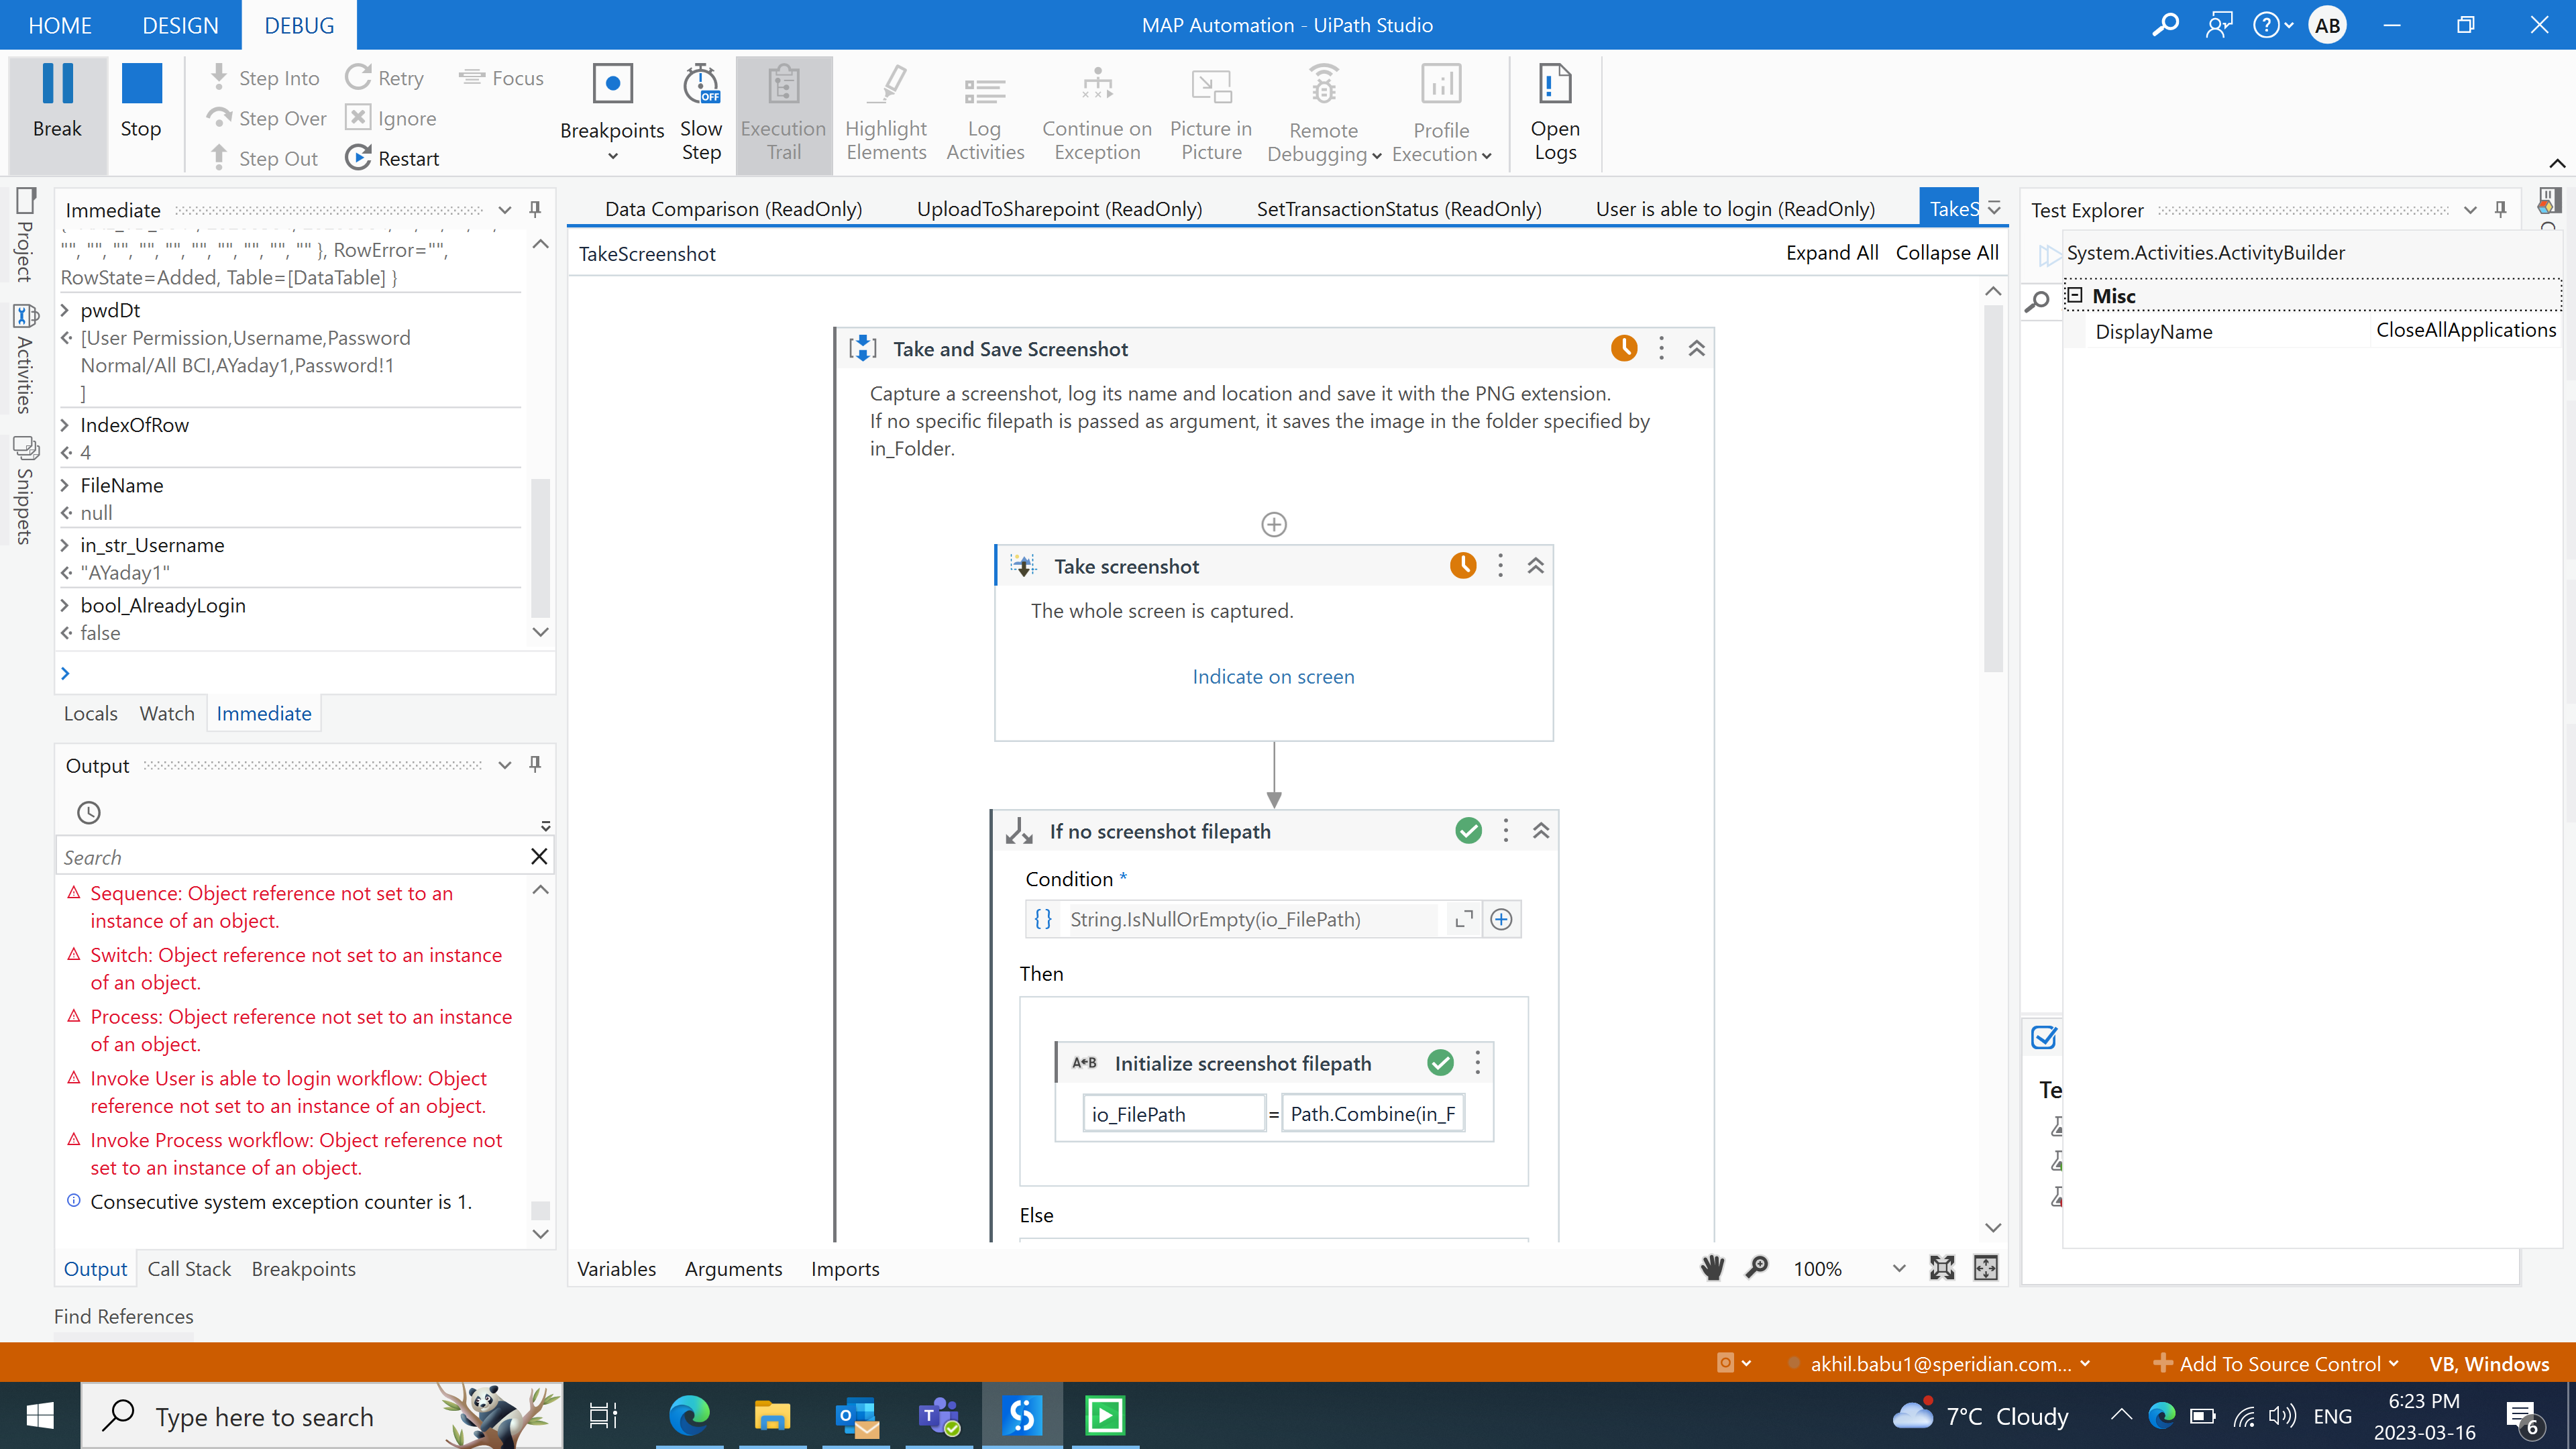 HOME DESIGN DEBUG
MAP Automation - UiPath Studio
AB
Break
Stop
Step Into
Step Over
Step Out
Retry
Ignore
Restart
Focus
Breakpoints
Slow Step
OFF
Execution Trail
Highlight Elements
Log Activities
Continue on Exception
Picture in Picture
Remote Debugging
Profile Execution
Open Logs
Project
Activities
Snippets
Immediate
"", "", "", "", "", "", "", "", "", "" }, RowError="",
RowState=Added, Table=[DataTable] }
pwdDt
[User Permission,Username,Password
Normal/All BCI,AYaday1,Password!1
]
IndexOfRow
4
FileName
null
in_str_Username
"AYaday1"
bool_AlreadyLogin
false
Locals Watch Immediate
Output
Search
Sequence: Object reference not set to an
instance of an object.
Switch: Object reference not set to an instance
of an object.
Process: Object reference not set to an instance
of an object.
Invoke User is able to login workflow: Object
reference not set to an instance of an object.
Invoke Process workflow: Object reference not
set to an instance of an object.
Consecutive system exception counter is 1.
Output Call Stack Breakpoints
Find References
Data Comparison (ReadOnly) UploadToSharepoint (ReadOnly) SetTransactionStatus (ReadOnly) User is able to login (ReadOnly) TakeS
TakeScreenshot
Expand All Collapse All
Take and Save Screenshot
Capture a screenshot, log its name and location and save it with the PNG extension.
If no specific filepath is passed as argument, it saves the image in the folder specified by
in_Folder.
Take screenshot
The whole screen is captured.
Indicate on screen
If no screenshot filepath
Condition *
String.IsNullOrEmpty(io_FilePath)
Then
A←B Initialize screenshot filepath
io_FilePath = Path.Combine(in_F
Else
Variables Arguments Imports
100%
Test Explorer
System.Activities.ActivityBuilder
Misc
DisplayName CloseAllApplications
Te
akhil.babu1@speridian.com...
Add To Source Control
VB, Windows
Type here to search
7°C Cloudy
ENG
6:23 PM
2023-03-16
6